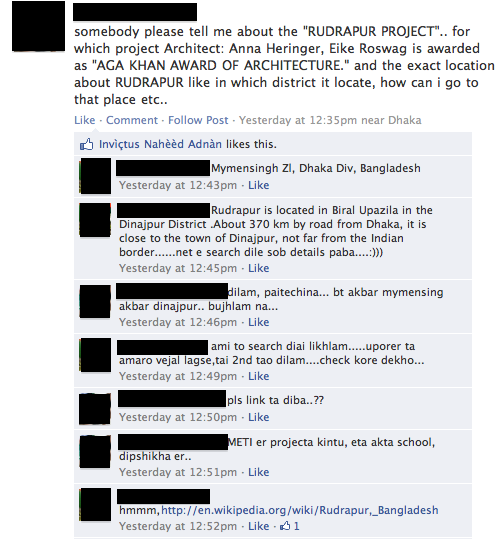 somebody please tell me about the "RUDRAPUR PROJECT".. for
which project Architect: Anna Heringer, Eike Roswag is awarded
as "AGA KHAN AWARD OF ARCHITECTURE." and the exact location
about RUDRAPUR like in which district it locate, how can i go to
that place etc..
Like · Comment · Follow Post · Yesterday at 12:35pm near Dhaka
Invìçtus Nahèèd Adnàn likes this.
Mymensingh Zl, Dhaka Div, Bangladesh
Yesterday at 12:43pm · Like
Rudrapur is located in Biral Upazila in the
Dinajpur District .About 370 km by road from Dhaka, it is
close to the town of Dinajpur, not far from the Indian
border......net e search dile sob details paba....:)))
Yesterday at 12:45pm · Like
dilam, paitechina... bt akbar mymensing
akbar dinajpur.. bujhlam na...
Yesterday at 12:46pm · Like
ami to search diai likhlam.....uporer ta
amaro vejal lagse,tai 2nd tao dilam....check kore dekho...
Yesterday at 12:49pm · Like
pls link ta diba..??
Yesterday at 12:50pm · Like
METI er projecta kintu, eta akta school,
dipshikha er..
Yesterday at 12:51pm · Like
hmmm,http://en.wikipedia.org/wiki/Rudrapur,_Bangladesh
Yesterday at 12:52pm · Like · 1